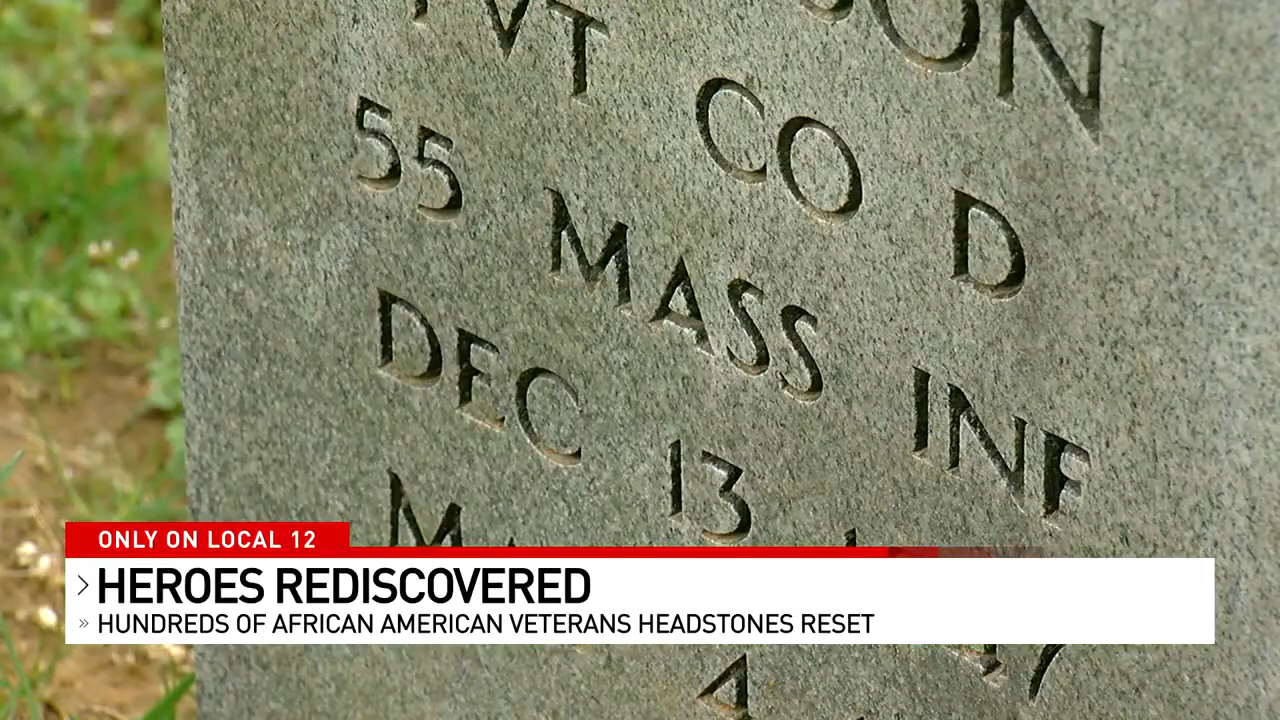 PVT CO D
55 MASS INF
DEC 13
ONLY ON LOCAL 12
HEROES REDISCOVERED
HUNDREDS OF AFRICAN AMERICAN VETERANS HEADSTONES RESET